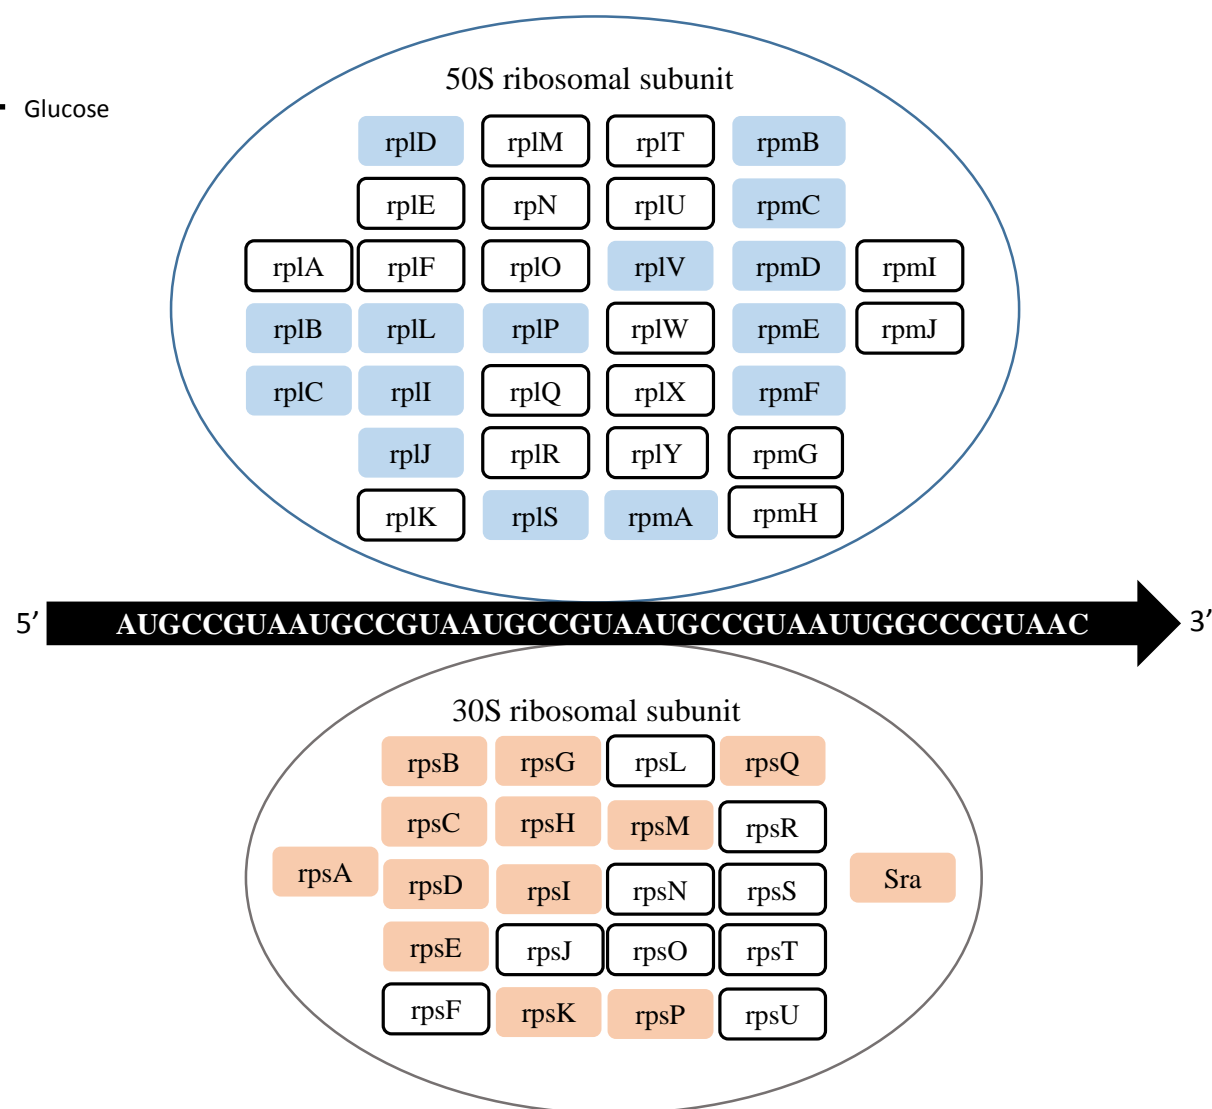 50S ribosomal subunit
Glucose
rplD rplM rplT rpmB
rplE rpN rplU rpmC
rplA rplF rplO rplV rpmD rpmI
rplB rplL rplP rplW rpmE rpmJ
rplC rplI rplQ rplX rpmF
rplJ rplR rplY rpmG
rplK rplS rpmA rpmH
5’ AUGCCGUAAUGCCGUAAUGCCGUAAUGCCGUAAUUGGCCCGUAAC 3’
30S ribosomal subunit
rpsB rpsG rpsL rpsQ
rpsC rpsH rpsM rpsR
rpsA rpsD rpsI rpsN rpsS Sra
rpsE rpsJ rpsO rpsT
rpsF rpsK rpsP rpsU